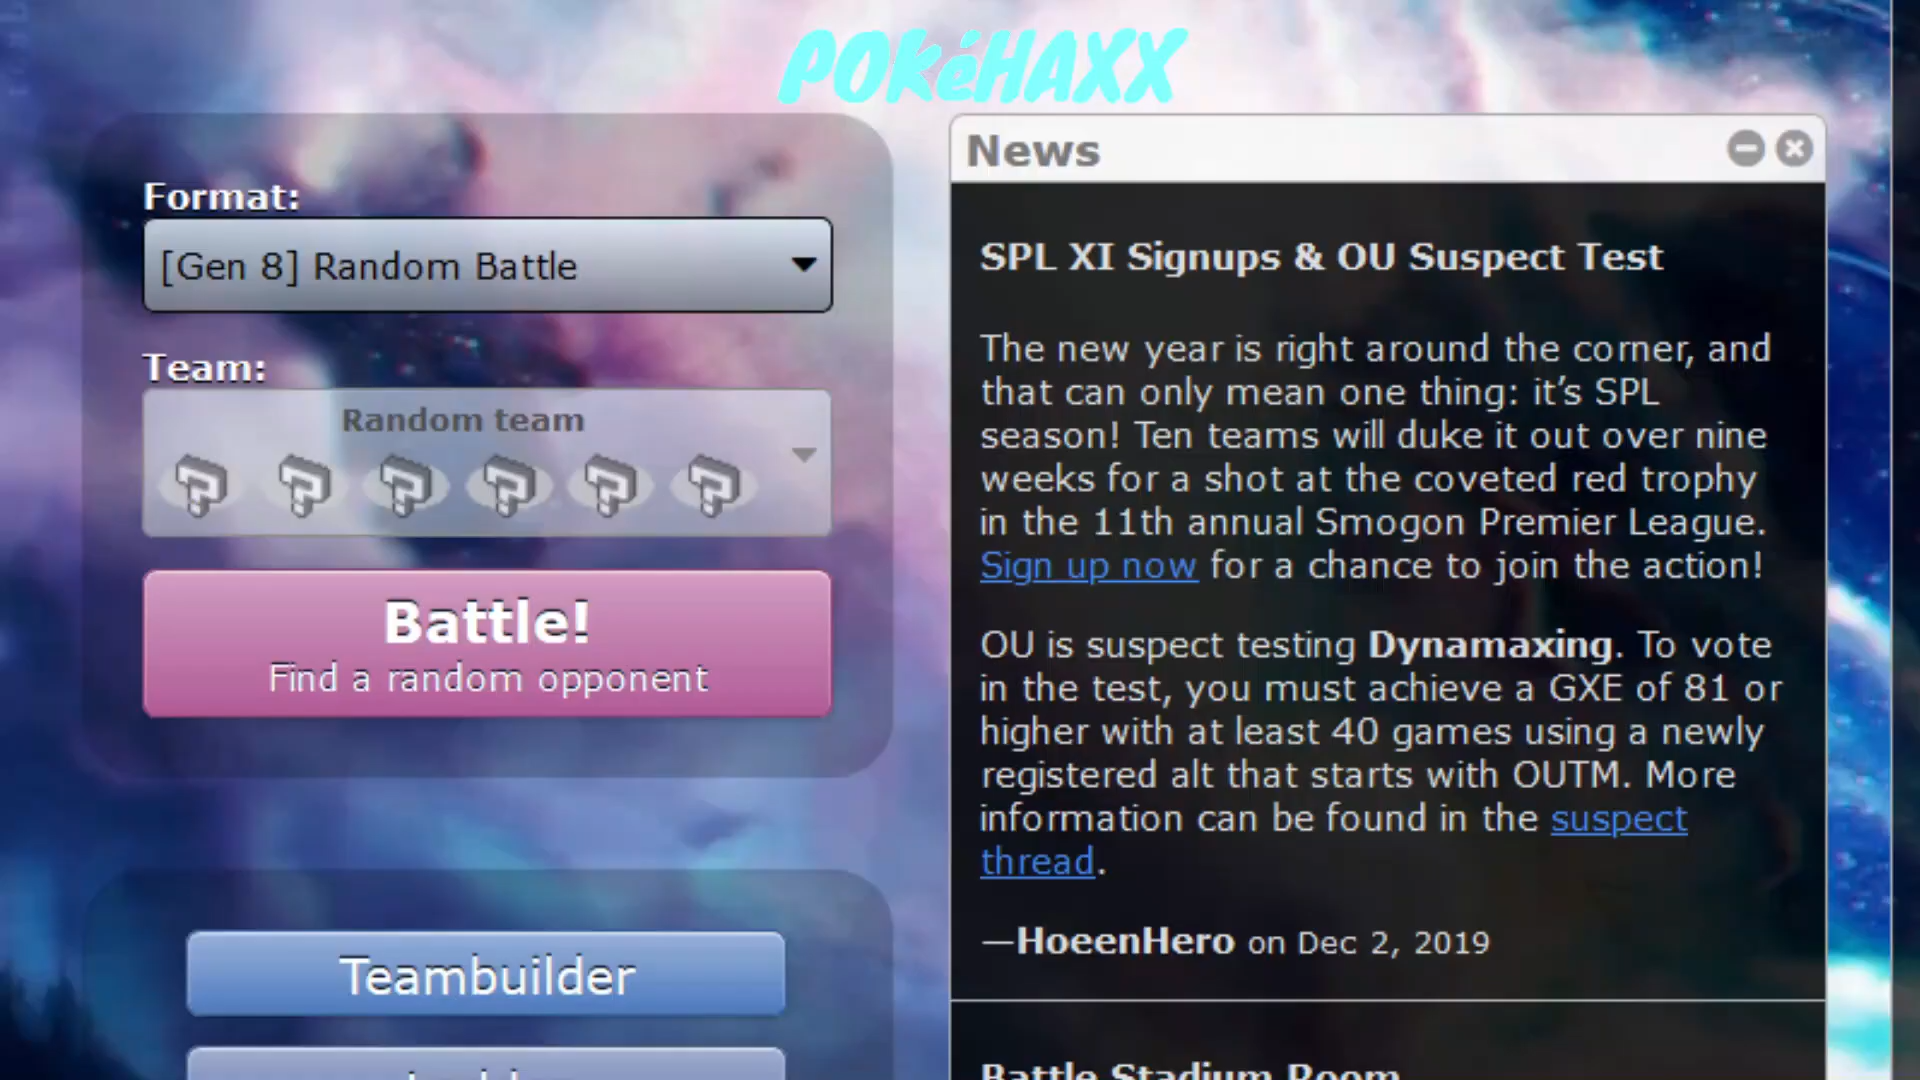 POKéHAXX
Format:
[Gen 8] Random Battle
Team:
Random team
Battle!
Find a random opponent
Teambuilder
News
SPL XI Signups & OU Suspect Test
The new year is right around the corner, and
that can only mean one thing: it’s SPL
season! Ten teams will duke it out over nine
weeks for a shot at the coveted red trophy
in the 11th annual Smogon Premier League.
Sign up now for a chance to join the action!
OU is suspect testing Dynamaxing. To vote
in the test, you must achieve a GXE of 81 or
higher with at least 40 games using a newly
registered alt that starts with OUTM. More
information can be found in the suspect
thread.
—HoeenHero on Dec 2, 2019
Battle Stadium Room